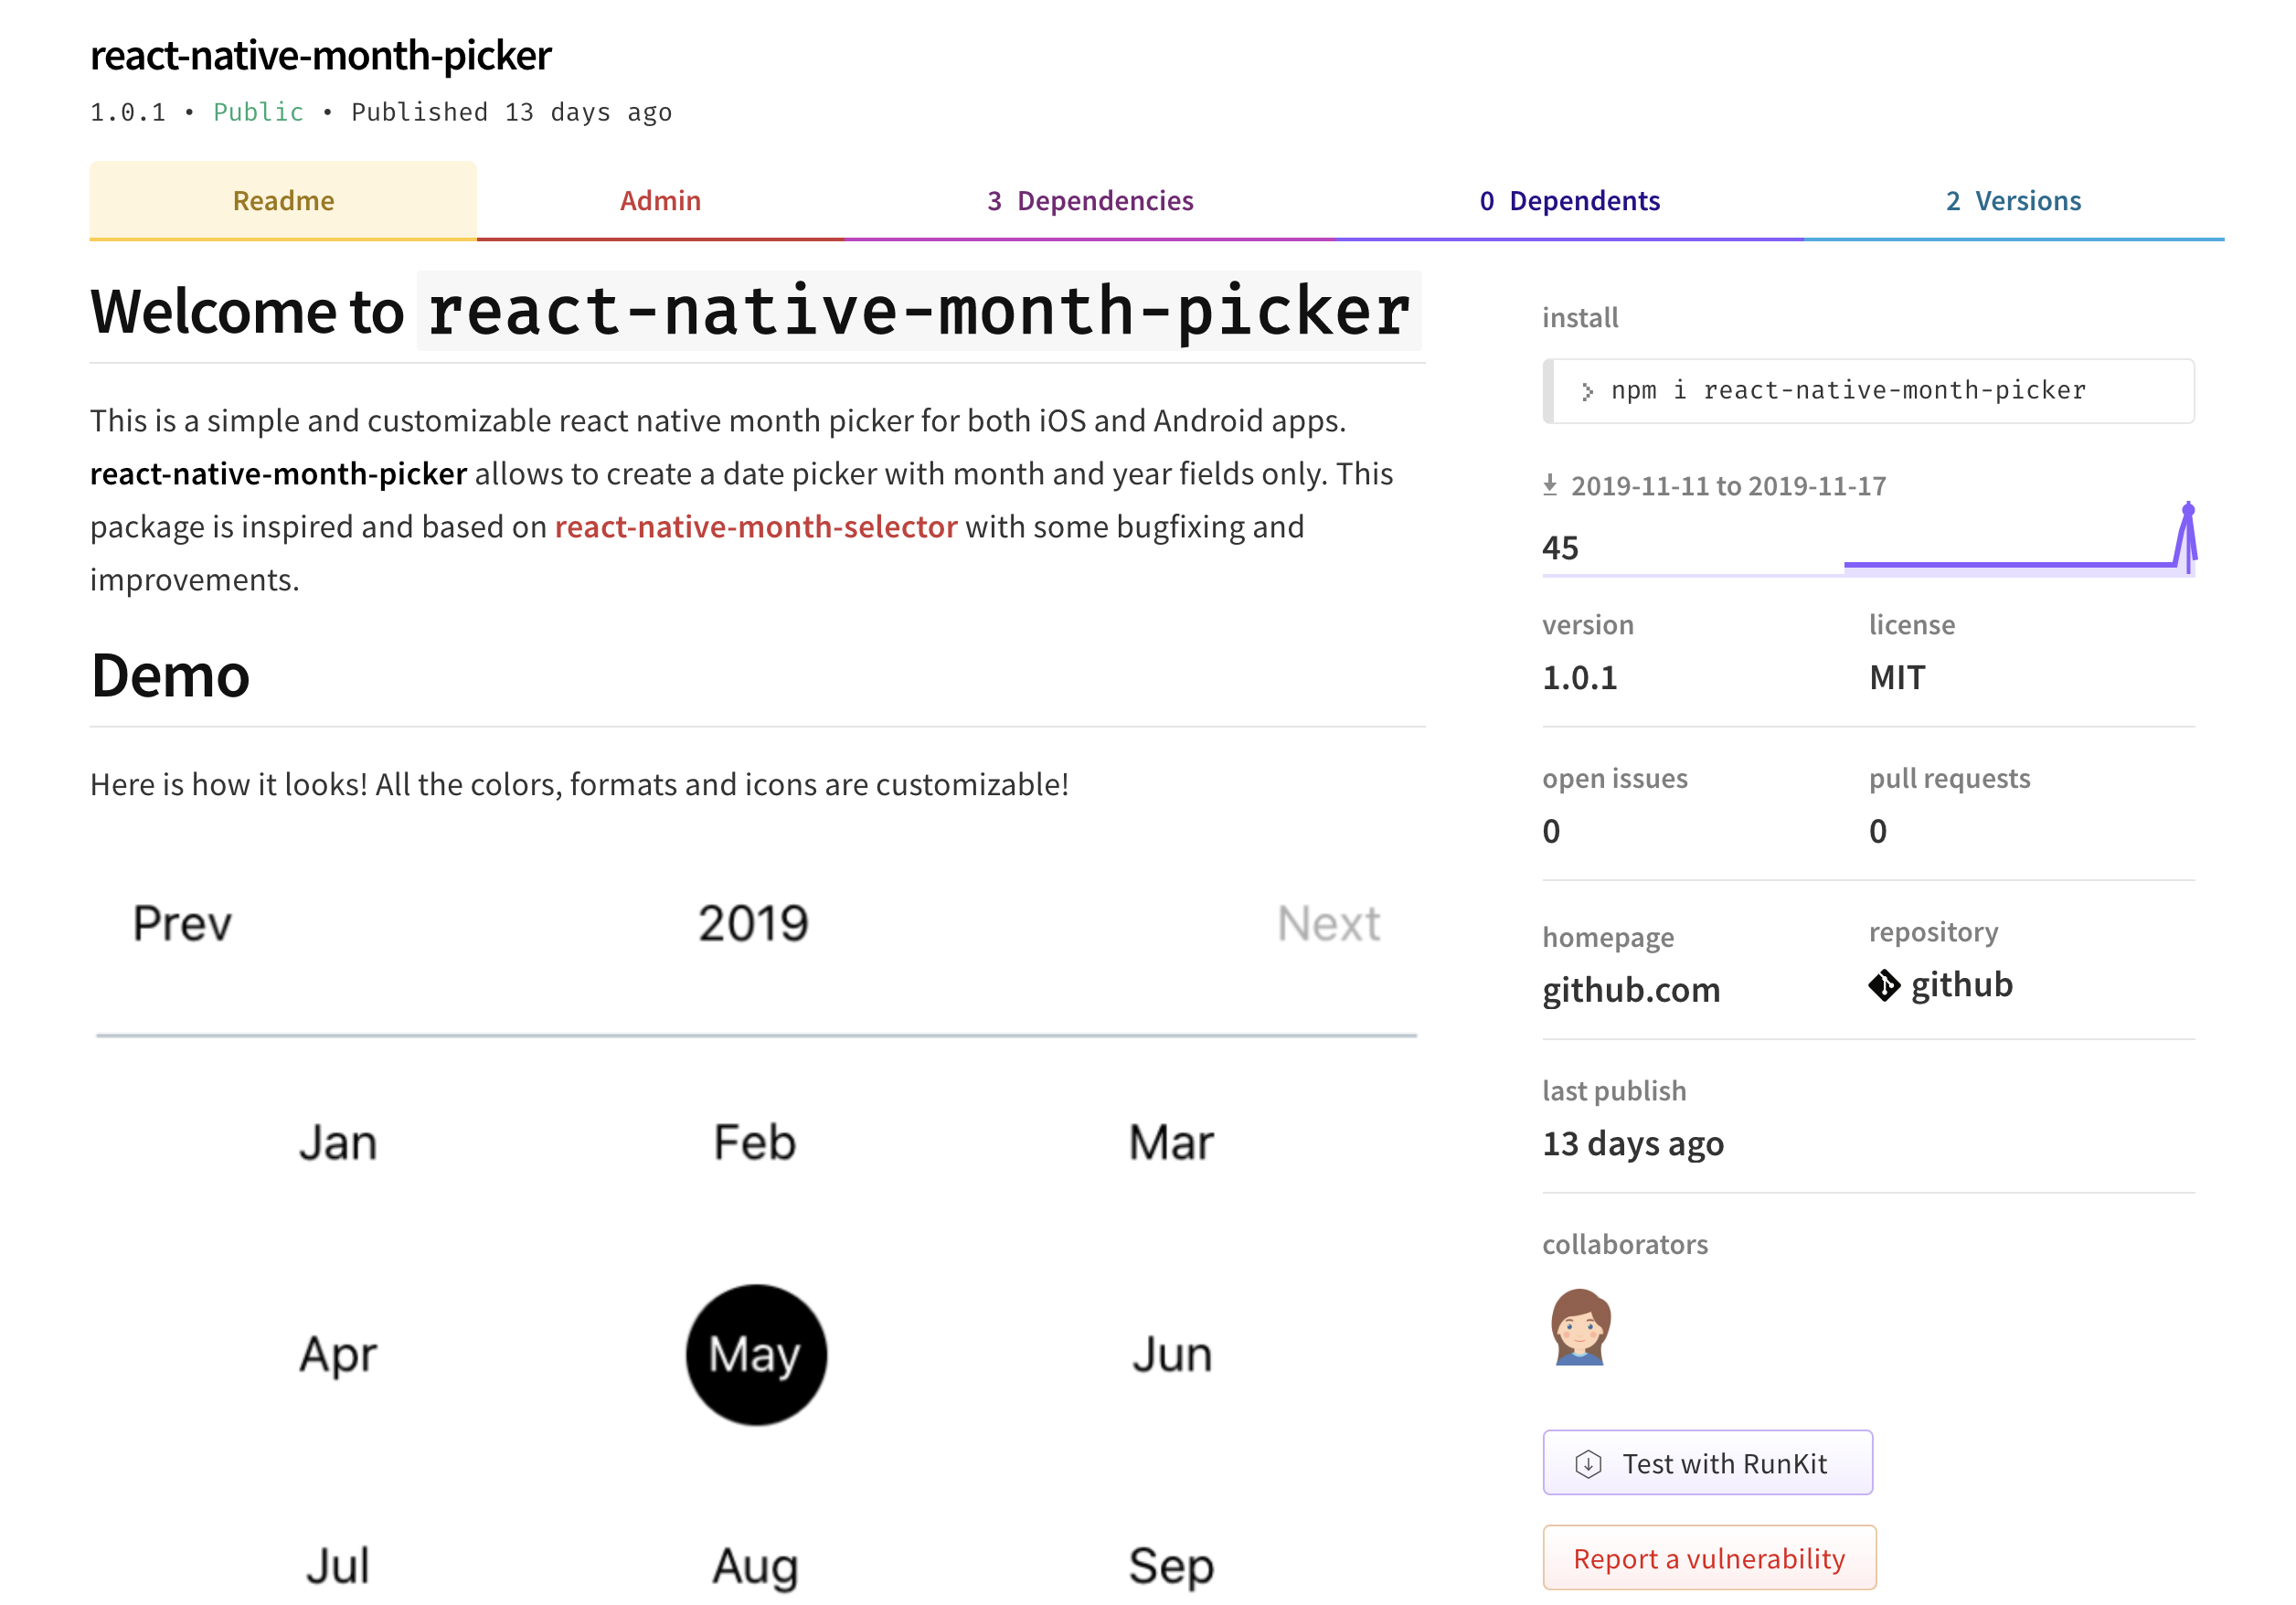 react-native-month-picker
1.0.1 • Public • Published 13 days ago
Readme
Admin
3 Dependencies
0 Dependents
2 Versions
Welcome to react-native-month-picker
This is a simple and customizable react native month picker for both iOS and Android apps.
react-native-month-picker allows to create a date picker with month and year fields only. This
package is inspired and based on react-native-month-selector with some bugfixing and
improvements.
Demo
Here is how it looks! All the colors, formats and icons are customizable!
Prev 2019 Next
Jan Feb Mar
Apr May Jun
Jul Aug Sep
install
> npm i react-native-month-picker
2019-11-11 to 2019-11-17
45
version
1.0.1
license
MIT
open issues
0
pull requests
0
homepage
github.com
repository
github
last publish
13 days ago
collaborators
Test with RunKit
Report a vulnerability